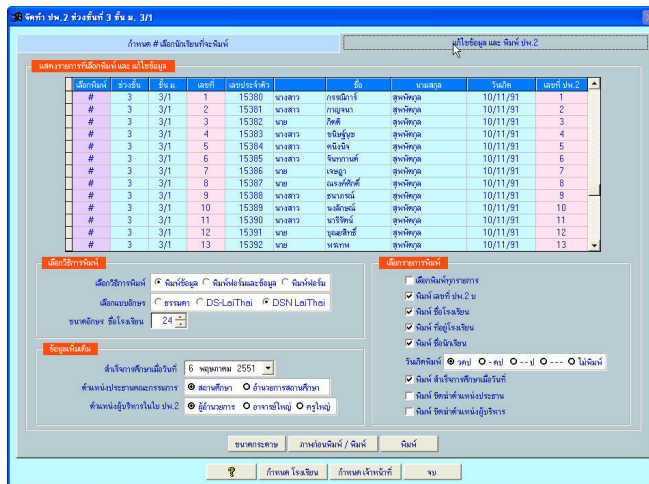 จัดทำ ปพ.2 ช่วงชั้นที่ 3 ชั้น ม. 3/1
กำหนด # เลือกนักเรียนที่จะพิมพ์
แก้ไขข้อมูล และ พิมพ์ ปพ.2
แสดงรายการที่เลือกพิมพ์ และ แก้ไขข้อมูล
เลือกพิมพ์ ช่วงชั้น ชั้น ม. เลขที่ เลขประจำตัว ชื่อ นามสกุล วันเกิด เลขที่ ปพ.2
# 3 3/1 1 15380 นางสาว กรรณิการ์ สุพพัตกุล 10/11/91 1
# 3 3/1 2 15381 นางสาว กาญจนา สุพพัตกุล 10/11/91 2
# 3 3/1 3 15382 นาย กิตติ สุพพัตกุล 10/11/91 3
# 3 3/1 4 15383 นางสาว ขนิษฐ์นุช สุพพัตกุล 10/11/91 4
# 3 3/1 5 15384 นางสาว คนึงนิจ สุพพัตกุล 10/11/91 5
# 3 3/1 6 15385 นางสาว จันทกานต์ สุพพัตกุล 10/11/91 6
# 3 3/1 7 15386 นาย เจษฎา สุพพัตกุล 10/11/91 7
# 3 3/1 8 15387 นาย ณรงค์ศักดิ์ สุพพัตกุล 10/11/91 8
# 3 3/1 9 15388 นางสาว ธนาภรณ์ สุพพัตกุล 10/11/91 9
# 3 3/1 10 15389 นางสาว นงลักษณ์ สุพพัตกุล 10/11/91 10
# 3 3/1 11 15390 นางสาว นารีรัตน์ สุพพัตกุล 10/11/91 11
# 3 3/1 12 15391 นาย บุณยสิทธิ์ สุพพัตกุล 10/11/91 12
# 3 3/1 13 15392 นาย พรเทพ สุพพัตกุล 10/11/91 13
เลือกวิธีการพิมพ์
เลือกวิธีการพิมพ์ พิมพ์ข้อมูล พิมพ์ฟอร์มและข้อมูล พิมพ์ฟอร์ม
เลือกแบบอักษร ธรรมดา DS-LaiThai DSN LaiThai
ขนาดอักษร ชื่อโรงเรียน 24
ข้อมูลเพิ่มเติม
สำเร็จการศึกษาเมื่อวันที่ 6 พฤษภาคม 2551
ตำแหน่งประธานคณะกรรมการ สถานศึกษา อำนวยการสถานศึกษา
ตำแหน่งผู้บริหารในใบ ปพ.2 ผู้อำนวยการ อาจารย์ใหญ่ ครูใหญ่
เลือกรายการพิมพ์
เลือกพิมพ์ทุกรายการ
พิมพ์ เลขที่ ปพ.2 บ
พิมพ์ ชื่อโรงเรียน
พิมพ์ ที่อยู่โรงเรียน
พิมพ์ ชื่อนักเรียน
วันเกิดพิมพ์ วดป -ดป --ป --- ไม่พิมพ์
พิมพ์ สำเร็จการศึกษาเมื่อวันที่
พิมพ์ ขีดฆ่าตำแหน่งประธาน
พิมพ์ ขีดฆ่าตำแหน่งผู้บริหาร
ขนาดกระดาษ ภาพก่อนพิมพ์ / พิมพ์ พิมพ์
? กำหนด โรงเรียน กำหนด เจ้าหน้าที่ จบ